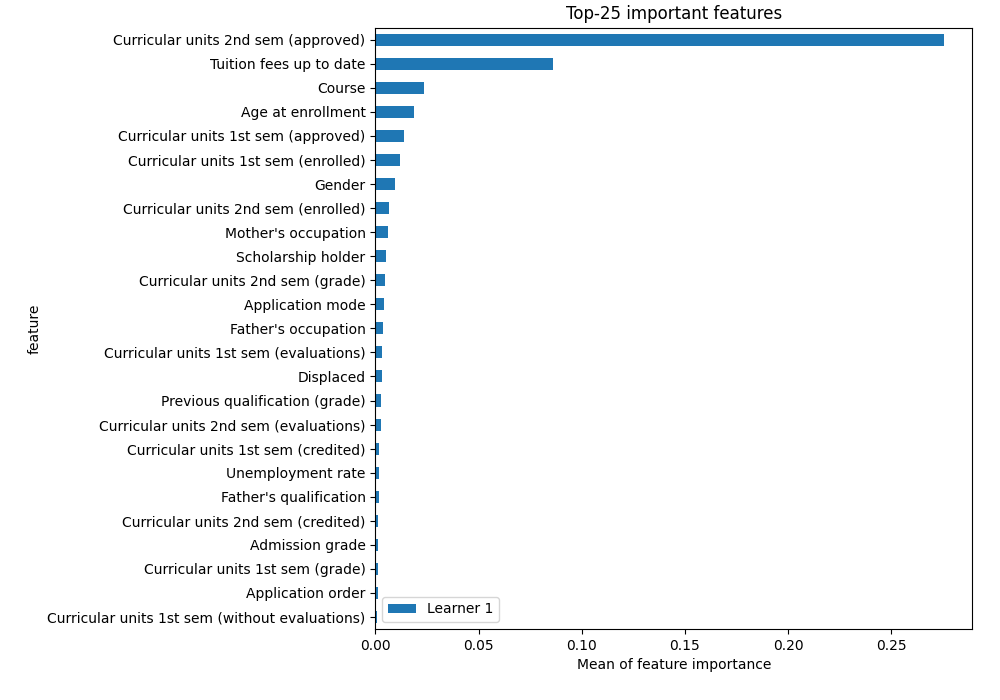 Top-25 important features
feature
Curricular units 2nd sem (approved)
Tuition fees up to date
Course
Age at enrollment
Curricular units 1st sem (approved)
Curricular units 1st sem (enrolled)
Gender
Curricular units 2nd sem (enrolled)
Mother's occupation
Scholarship holder
Curricular units 2nd sem (grade)
Application mode
Father's occupation
Curricular units 1st sem (evaluations)
Displaced
Previous qualification (grade)
Curricular units 2nd sem (evaluations)
Curricular units 1st sem (credited)
Unemployment rate
Father's qualification
Curricular units 2nd sem (credited)
Admission grade
Curricular units 1st sem (grade)
Application order
Curricular units 1st sem (without evaluations)
Learner 1
0.00 0.05 0.10 0.15 0.20 0.25
Mean of feature importance